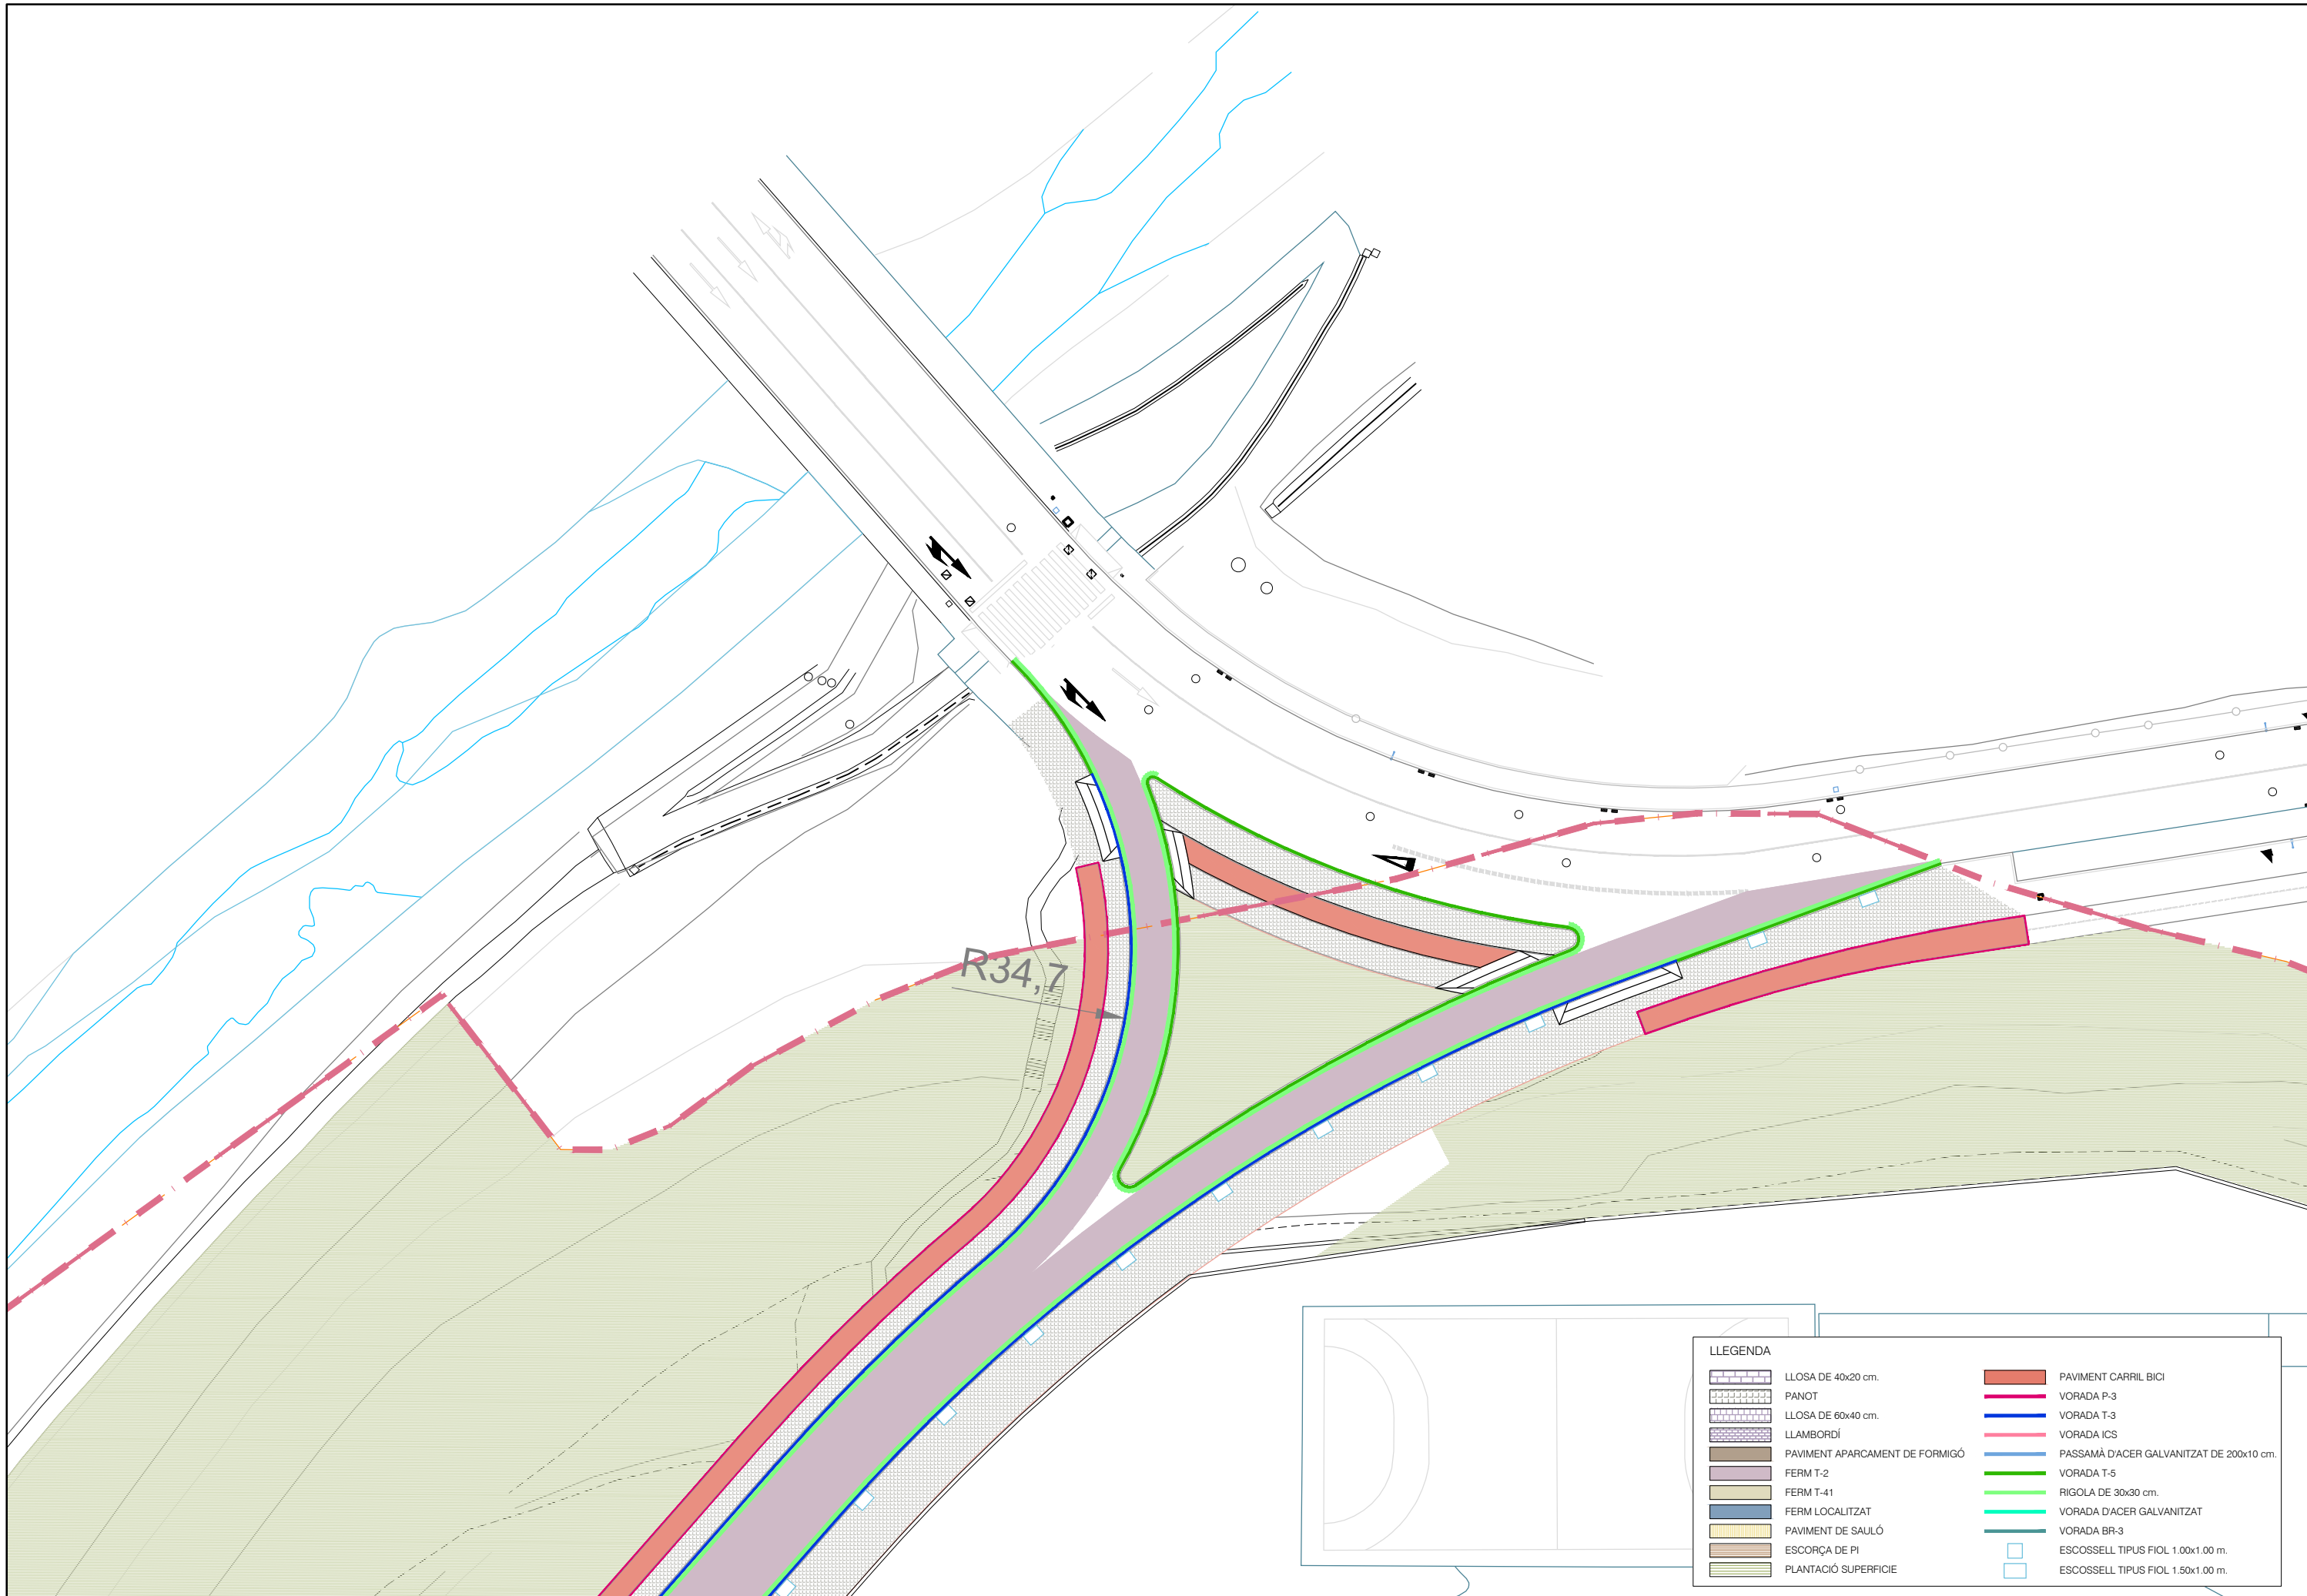 R34,7
LLEGENDA
LLOSA DE 40x20 cm.
PANOT
LLOSA DE 60x40 cm.
LLAMBORDÍ
PAVIMENT APARCAMENT DE FORMIGÓ
FERM T-2
FERM T-41
FERM LOCALITZAT
PAVIMENT DE SAULÓ
ESCORÇA DE PI
PLANTACIÓ SUPERFICIE
PAVIMENT CARRIL BICI
VORADA P-3
VORADA T-3
VORADA ICS
PASSAMÀ D'ACER GALVANITZAT DE 200x10 cm.
VORADA T-5
RIGOLA DE 30x30 cm.
VORADA D'ACER GALVANITZAT
VORADA BR-3
ESCOSSELL TIPUS FIOL 1.00x1.00 m.
ESCOSSELL TIPUS FIOL 1.50x1.00 m.